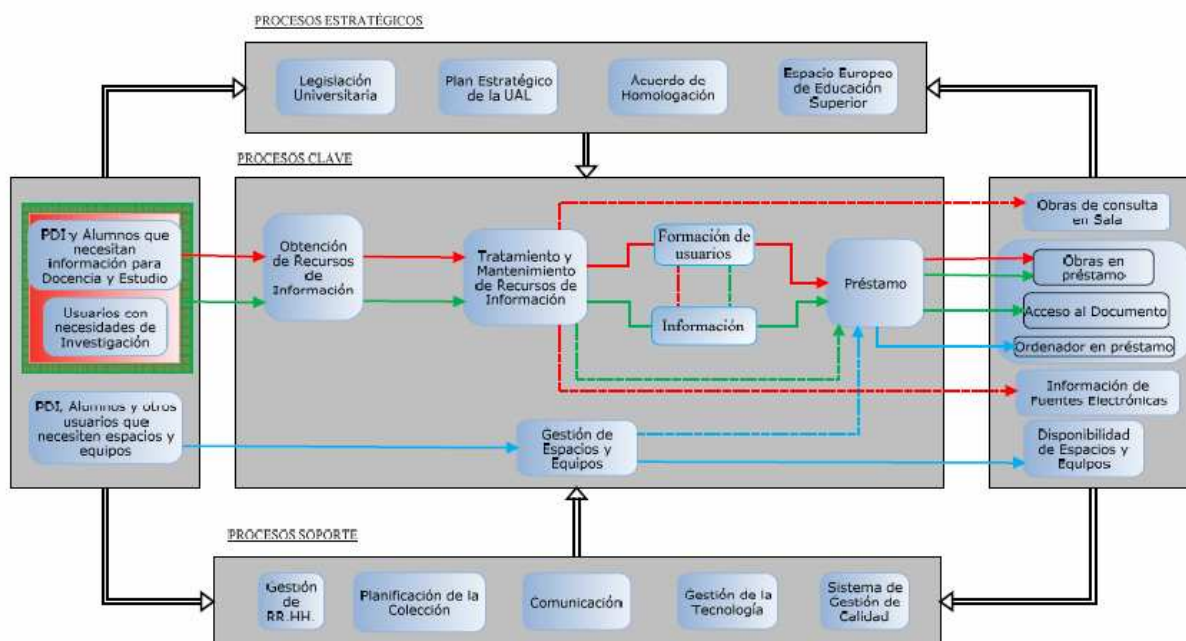 PROCESOS ESTRATÉGICOS
Legislación
Universitaria
Plan Estratégico
de la UAL
Acuerdo de
Homologación
Espacio Europeo
de Educación
Superior
PROCESOS CLAVE
PDI y Alumnos que
necesitan
Información para
Docencia y Estudio
Usuarios con
necesidades de
Investigación
PDI, Alumnos y otros
usuarios que
necesiten espacios y
equipos
Obtención
de Recursos
de
Información
Tratamiento y
Mantenimiento
de Recursos de
Información
Formación de
usuarios
Información
Préstamo
Gestión de
Espacios y
Equipos
Obras de consulta
en Sala
Obras en
préstamo
Acceso al Documento
Ordenador en préstamo
Información de
Fuentes Electrónicas
Disponibilidad
de Espacios y
Equipos
PROCESOS SOPORTE
Gestión
de
RR.HH.
Planificación de la
Colección
Comunicación
Gestión de la
Tecnología
Sistema de
Gestión de
Calidad